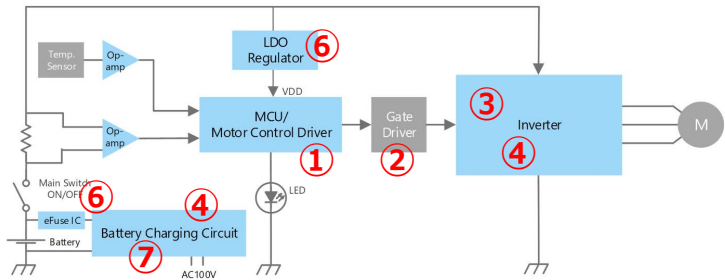 Temp.
Sensor
Op-
amp
LDO
Regulator
⑥
VDD
Op-
amp
MCU/
Motor Control Driver
①
Gate
Driver
②
③
Inverter
④
M
Main Switch
ON/OFF
⑥
eFuse IC
Battery
④
Battery Charging Circuit
⑦
AC100V
LED